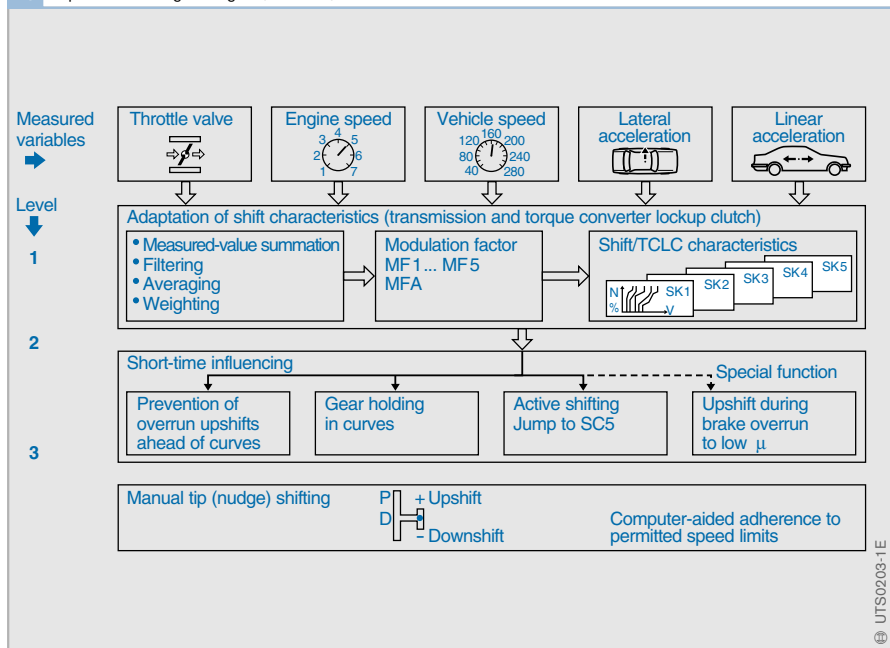 Measured
variables
Throttle valve
Engine speed
1 2 3 4 5 6 7
Vehicle speed
40 80 120 160 200 240 280
Lateral
acceleration
Linear
acceleration
Level
1
Adaptation of shift characteristics (transmission and torque converter lockup clutch)
• Measured-value summation
• Filtering
• Averaging
• Weighting
Modulation factor
MF1... MF5
MFA
Shift/TCLC characteristics
N
%
V
SK1
SK2
SK3
SK4
SK5
2
Short-time influencing
Special function
Prevention of
overrun upshifts
ahead of curves
Gear holding
in curves
Active shifting
Jump to SC5
Upshift during
brake overrun
to low μ
3
Manual tip (nudge) shifting
P
D
+ Upshift
– Downshift
Computer-aided adherence to
permitted speed limits
UTS0203-1E